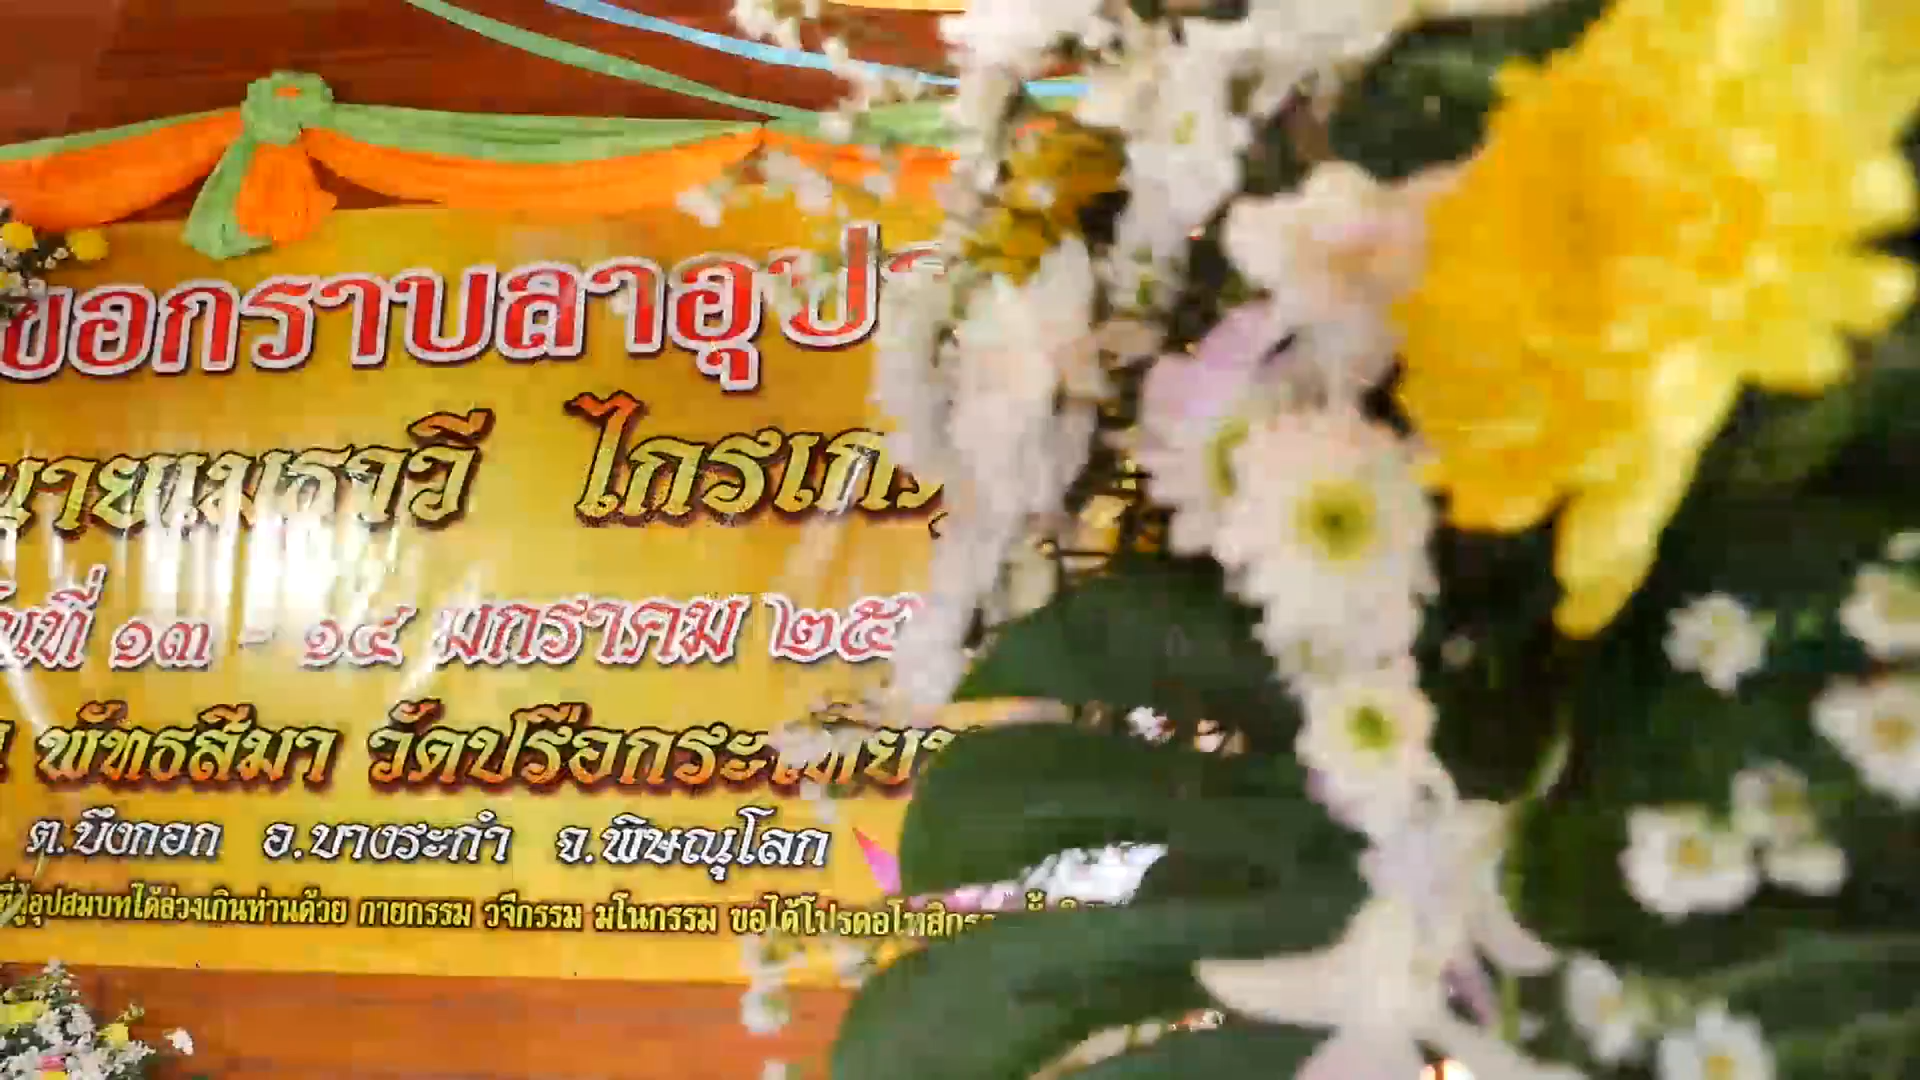 ขอกราบลาอุป
นายเมธาวี ไกรเกร
วันที่ ๑๓ - ๑๔ มกราคม ๒๕
พัทธสีมา วัดปรือกระเทียม
ต.บึงกอก อ.บางระกำ จ.พิษณุโลก
ที่ผู้อุปสมบทได้ล่วงเกินท่านด้วย กายกรรม วจีกรรม มโนกรรม ขอได้โปรดอโหสิกรรม